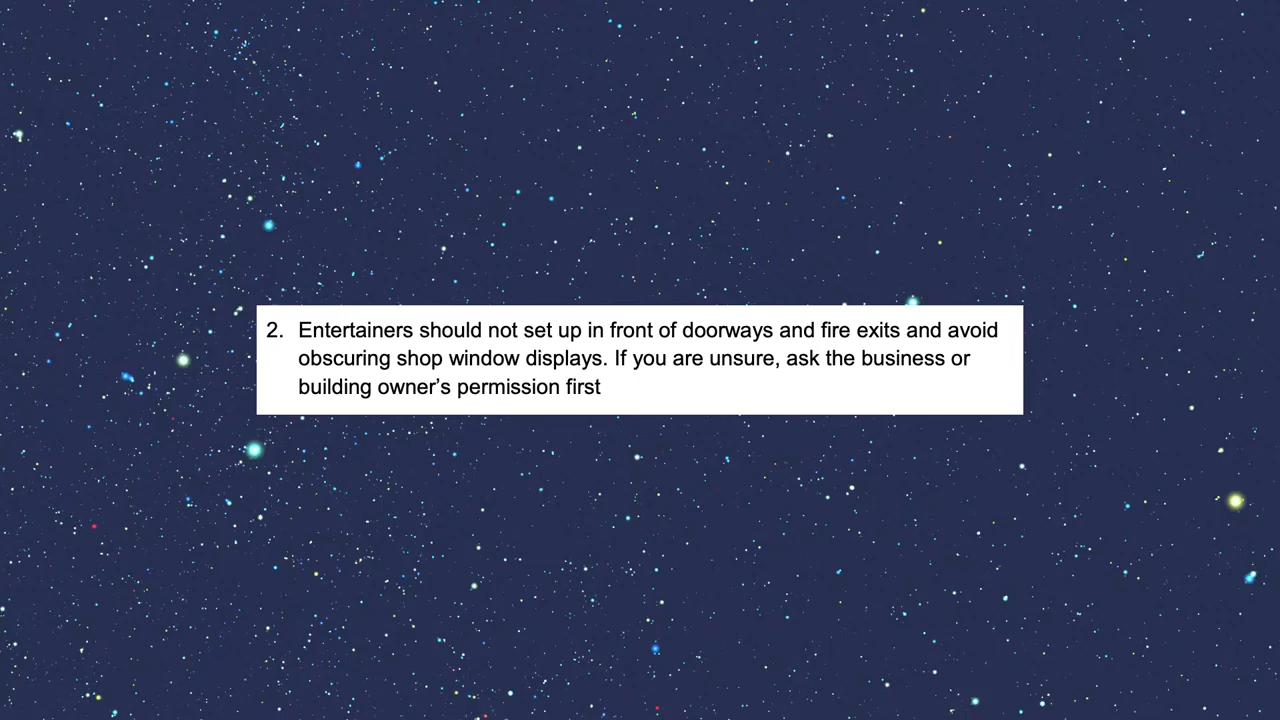 2. Entertainers should not set up in front of doorways and fire exits and avoid
obscuring shop window displays. If you are unsure, ask the business or
building owner’s permission first